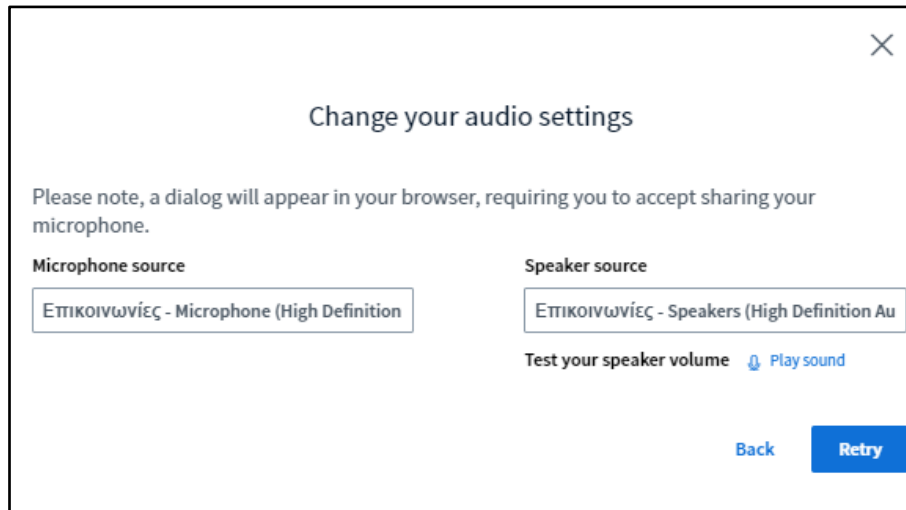 Change your audio settings
Please note, a dialog will appear in your browser, requiring you to accept sharing your
microphone.
Microphone source
Speaker source
Επικοινωνίες - Microphone (High Definition
Επικοινωνίες - Speakers (High Definition Au
Test your speaker volume Play sound
Back Retry